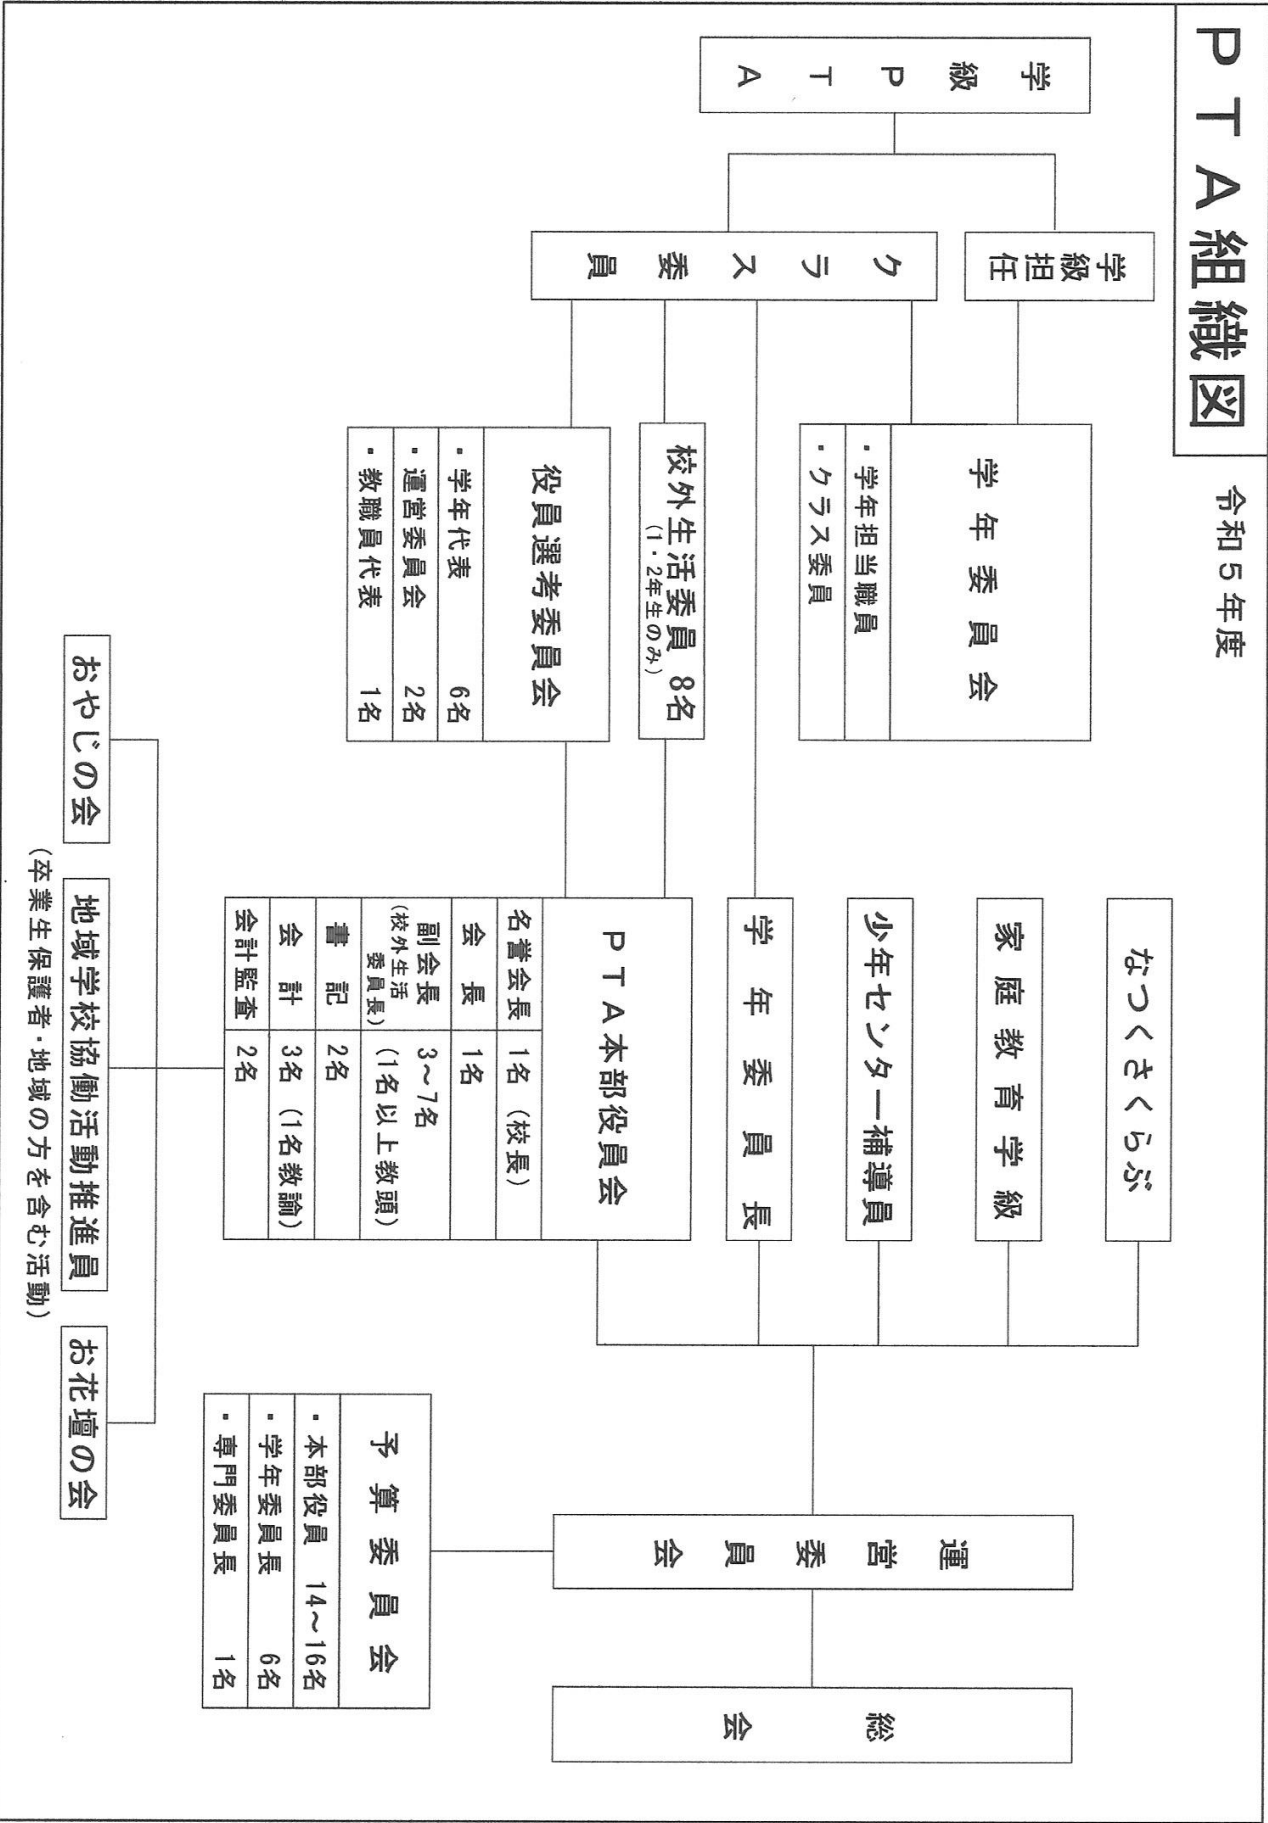 PTA組織図
令和5年度
学級PTA
学級担任
クラス委員
学年委員会
・学年担当職員
・クラス委員
校外生活委員 8名
(1・2年生のみ)
役員選考委員会
・学年代表 6名
・運営委員会 2名
・教職員代表 1名
なつくさくらぶ
家庭教育学級
少年センター補導員
学年委員長
PTA本部役員会
名誉会長 1名(校長)
会長 1名
副会長 3～7名
(校外生活委員長) (1名以上教頭)
書記 2名
会計 3名(1名教諭)
会計監査 2名
おやじの会
地域学校協働活動推進員
お花壇の会
(卒業生保護者・地域の方を含む活動)
運営委員会
予算委員会
・本部役員 14～16名
・学年委員長 6名
・専門委員長 1名
総会